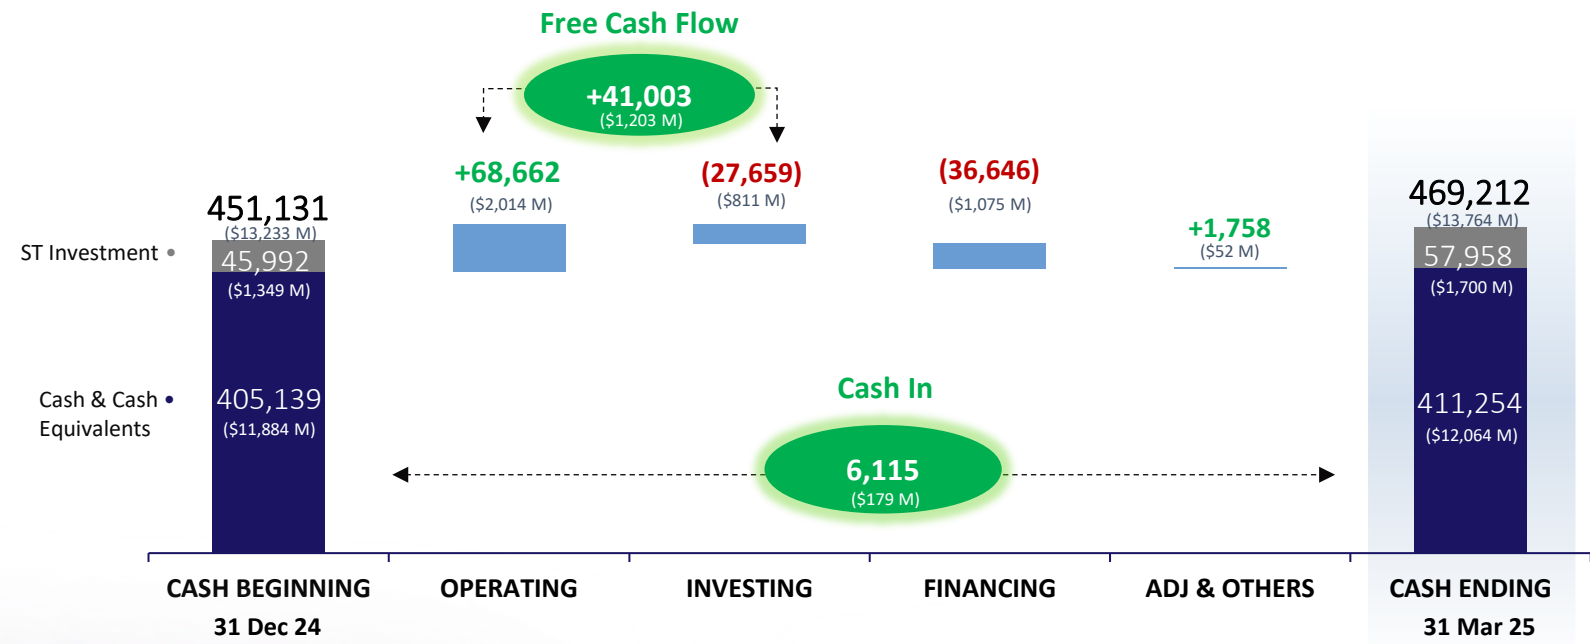 Free Cash Flow
+41,003
($1,203 M)
+68,662
($2,014 M)
(27,659)
($811 M)
(36,646)
($1,075 M)
+1,758
($52 M)
451,131
($13,233 M)
ST Investment •
45,992
($1,349 M)
Cash & Cash •
Equivalents
405,139
($11,884 M)
469,212
($13,764 M)
57,958
($1,700 M)
411,254
($12,064 M)
Cash In
6,115
($179 M)
CASH BEGINNING
31 Dec 24
OPERATING
INVESTING
FINANCING
ADJ & OTHERS
CASH ENDING
31 Mar 25